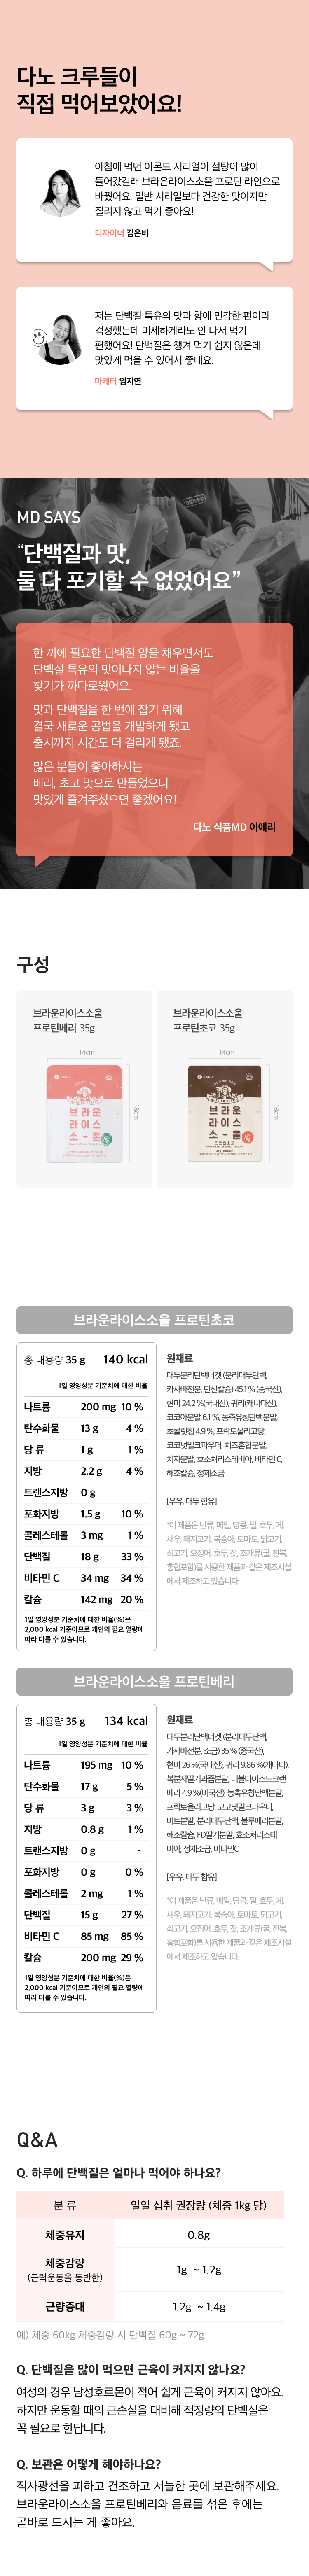 다노 크루들이
직접 먹어보았어요!
아침에 먹던 아몬드 시리얼이 설탕이 많이
들어갔길래 브라운라이스소울 프로틴 라인으로
바꿨어요. 일반 시리얼보다 건강한 맛이지만
질리지 않고 먹기 좋아요!
디자이너 김은비
저는 단백질 특유의 맛과 향에 민감한 편이라
걱정했는데 미세하게라도 안 나서 먹기
편했어요! 단백질은 챙겨 먹기 쉽지 않은데
맛있게 먹을 수 있어서 좋네요.
마케터 임지연
MD SAYS
“단백질과 맛,
둘 다 포기할 수 없었어요”
한 끼에 필요한 단백질 양을 채우면서도
단백질 특유의 맛이나지 않는 비율을
찾기가 까다로웠어요.
맛과 단백질을 한 번에 잡기 위해
결국 새로운 공법을 개발하게 됐고
출시까지 시간도 더 걸리게 됐죠.
많은 분들이 좋아하시는
베리, 초코 맛으로 만들었으니
맛있게 즐겨주셨으면 좋겠어요!
다노 식품MD 이애리
구성
브라운라이스소울
프로틴베리 35g
14cm
18cm
브라운
라이스
소-울
브라운라이스소울
프로틴초코 35g
14cm
18cm
브라운
라이스
소-울
프로틴초코
브라운라이스소울 프로틴초코
총 내용량 35 g 140 kcal
1일 영양성분 기준치에 대한 비율
나트륨 200 mg 10 %
탄수화물 13 g 4 %
당 류 1 g 1 %
지방 2.2 g 4 %
트랜스지방 0 g
포화지방 1.5 g 10 %
콜레스테롤 3 mg 1 %
단백질 18 g 33 %
비타민 C 34 mg 34 %
칼슘 142 mg 20 %
1일 영양성분 기준치에 대한 비율(%)은
2,000 kcal 기준이므로 개인의 필요 열량에
따라 다를 수 있습니다.
원재료
대두분리단백너겟 (분리대두단백,
카사바전분, 탄산칼슘) 45.1 % (중국산),
현미 24.2 %(국내산), 귀리(캐나다산),
코코아분말 6.1 %, 농축유청단백분말,
초콜릿칩 4.9 %, 프락토올리고당,
코코넛밀크파우더, 치즈혼합분말,
치자분말, 효소처리스테비아, 비타민 C,
해조칼슘, 정제소금
[우유, 대두 함유]
*이 제품은 난류, 메밀, 땅콩, 밀, 호두, 게,
새우, 돼지고기, 복숭아, 토마토, 닭고기,
쇠고기, 오징어, 호두, 잣, 조개류(굴, 전복,
홍합포함)를 사용한 제품과 같은 제조시설
에서 제조하고 있습니다.
브라운라이스소울 프로틴베리
총 내용량 35 g 134 kcal
1일 영양성분 기준치에 대한 비율
나트륨 195 mg 10 %
탄수화물 17 g 5 %
당 류 3 g 3 %
지방 0.8 g 1 %
트랜스지방 0 g -
포화지방 0 g 0 %
콜레스테롤 2 mg 1 %
단백질 15 g 27 %
비타민 C 85 mg 85 %
칼슘 200 mg 29 %
1일 영양성분 기준치에 대한 비율(%)은
2,000 kcal 기준이므로 개인의 필요 열량에
따라 다를 수 있습니다.
원재료
대두분리단백너겟 (분리대두단백,
카사바전분, 소금) 35 % (중국산),
현미 26 %(국내산), 귀리 9.86 %(캐나다),
복분자딸기과즙분말, 더블다이스드크랜
베리 4.9 %(미국산), 농축유청단백분말,
프락토올리고당, 코코넛밀크파우더,
비트분말, 분리대두단백, 블루베리분말,
해조칼슘, FD딸기분말, 효소처리스테
비아, 정제소금, 비타민C
[우유, 대두 함유]
*이 제품은 난류, 메밀, 땅콩, 밀, 호두, 게,
새우, 돼지고기, 복숭아, 토마토, 닭고기,
쇠고기, 오징어, 호두, 잣, 조개류(굴, 전복,
홍합포함)를 사용한 제품과 같은 제조시설
에서 제조하고 있습니다.
Q&A
Q. 하루에 단백질은 얼마나 먹어야 하나요?
분 류 일일 섭취 권장량 (체중 1kg 당)
체중유지 0.8g
체중감량
(근력운동을 동반한) 1g ~ 1.2g
근량증대 1.2g ~ 1.4g
예) 체중 60kg 체중감량 시 단백질 60g ~ 72g
Q. 단백질을 많이 먹으면 근육이 커지지 않나요?
여성의 경우 남성호르몬이 적어 쉽게 근육이 커지지 않아요.
하지만 운동할 때의 근손실을 대비해 적정량의 단백질은
꼭 필요로 한답니다.
Q. 보관은 어떻게 해야하나요?
직사광선을 피하고 건조하고 서늘한 곳에 보관해주세요.
브라운라이스소울 프로틴베리와 음료를 섞은 후에는
곧바로 드시는 게 좋아요.